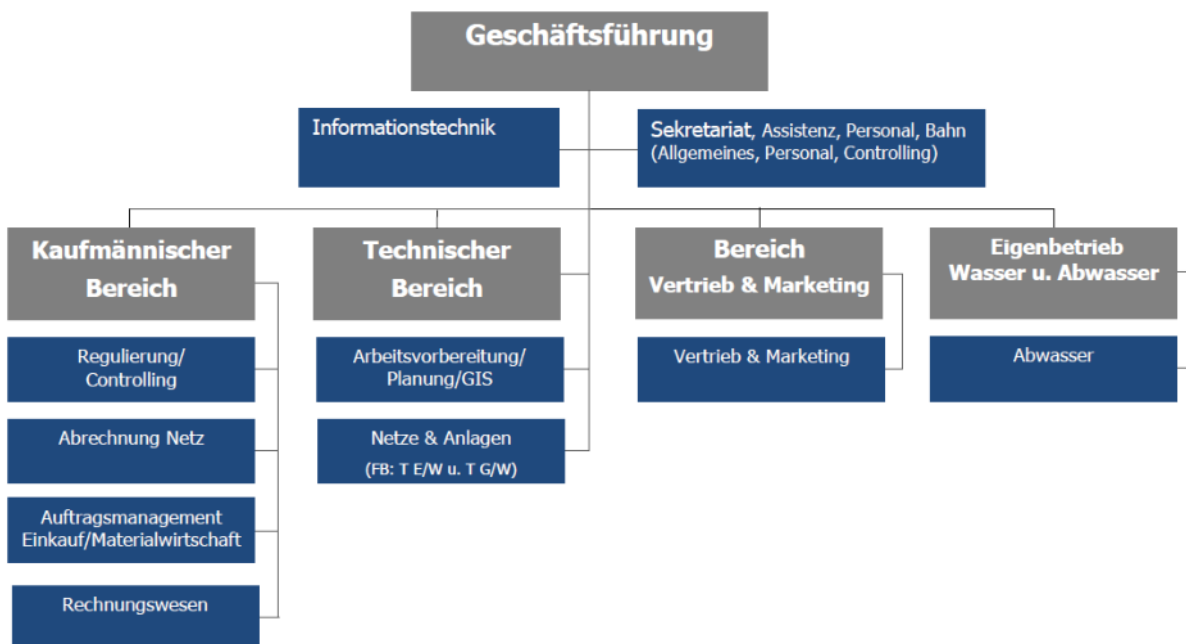 Geschäftsführung
Informationstechnik
Sekretariat, Assistenz, Personal, Bahn
(Allgemeines, Personal, Controlling)
Kaufmännischer
Bereich
Technischer
Bereich
Bereich
Vertrieb & Marketing
Eigenbetrieb
Wasser u. Abwasser
Regulierung/
Controlling
Arbeitsvorbereitung/
Planung/GIS
Vertrieb & Marketing
Abwasser
Abrechnung Netz
Netze & Anlagen
(FB: T E/W u. T G/W)
Auftragsmanagement
Einkauf/Materialwirtschaft
Rechnungswesen